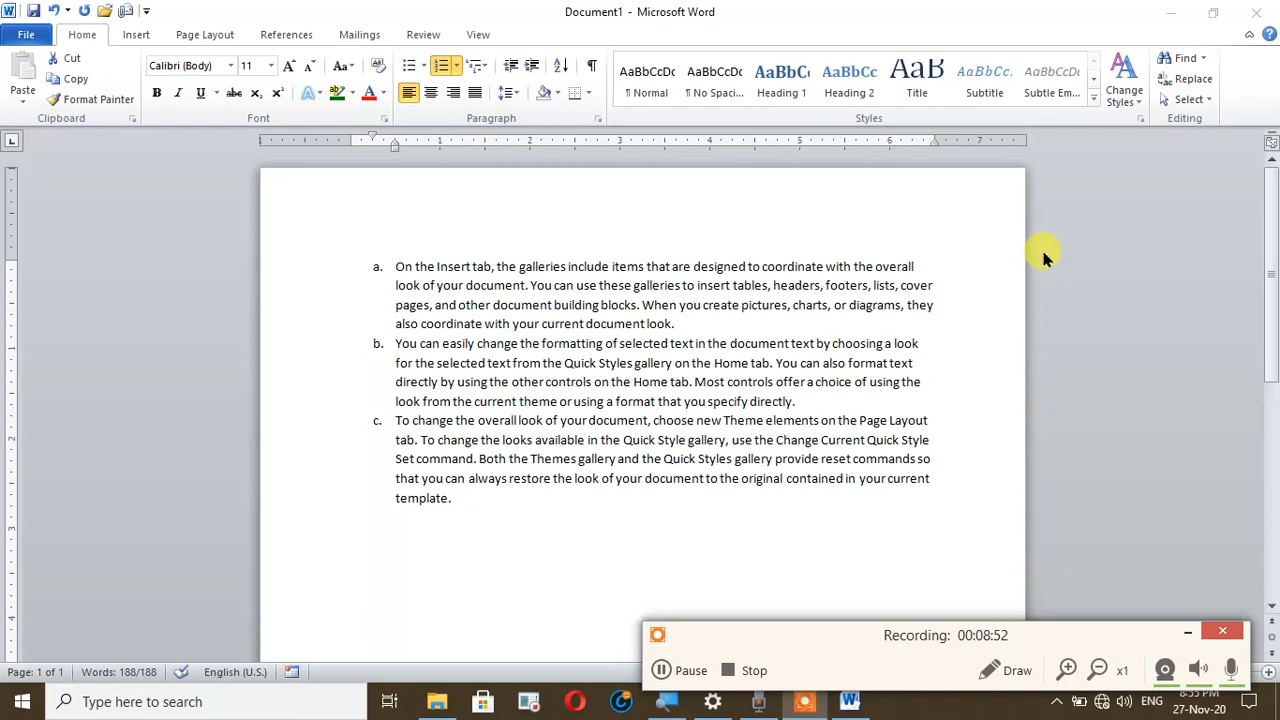 Document1 - Microsoft Word
File Home Insert Page Layout References Mailings Review View
Cut
Copy
Format Painter
Paste
Clipboard
Calibri (Body) 11
Font
Paragraph
AaBbCcDc AaBbCcDc AaBbC AaBbCc AaB AaBbCc. AaBbCcDc
¶ Normal ¶ No Spaci... Heading 1 Heading 2 Title Subtitle Subtle Em...
Styles
Change
Styles
Find
Replace
Select
Editing
1 1 2 3 4 5 6 7
a. On the Insert tab, the galleries include items that are designed to coordinate with the overall
look of your document. You can use these galleries to insert tables, headers, footers, lists, cover
pages, and other document building blocks. When you create pictures, charts, or diagrams, they
also coordinate with your current document look.
b. You can easily change the formatting of selected text in the document text by choosing a look
for the selected text from the Quick Styles gallery on the Home tab. You can also format text
directly by using the other controls on the Home tab. Most controls offer a choice of using the
look from the current theme or using a format that you specify directly.
c. To change the overall look of your document, choose new Theme elements on the Page Layout
tab. To change the looks available in the Quick Style gallery, use the Change Current Quick Style
Set command. Both the Themes gallery and the Quick Styles gallery provide reset commands so
that you can always restore the look of your document to the original contained in your current
template.
Recording: 00:08:52
Pause Stop Draw x1
Page: 1 of 1 Words: 188/188 English (U.S.)
Type here to search
ENG
8:55 PM
27-Nov-20